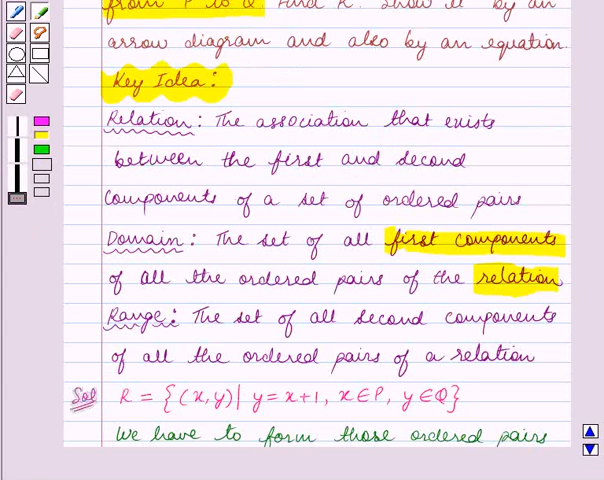 from P to Q. Find R. Show it by an
arrow diagram and also by an equation.
Key Idea:
Relation: The association that exists
between the first and second
components of a set of ordered pairs
Domain: The set of all first components
of all the ordered pairs of the relation
Range: The set of all second components
of all the ordered pairs of a relation
Sol R = {(x,y)| y = x+1, x ∈ P, y ∈ Q}
We have to form those ordered pairs